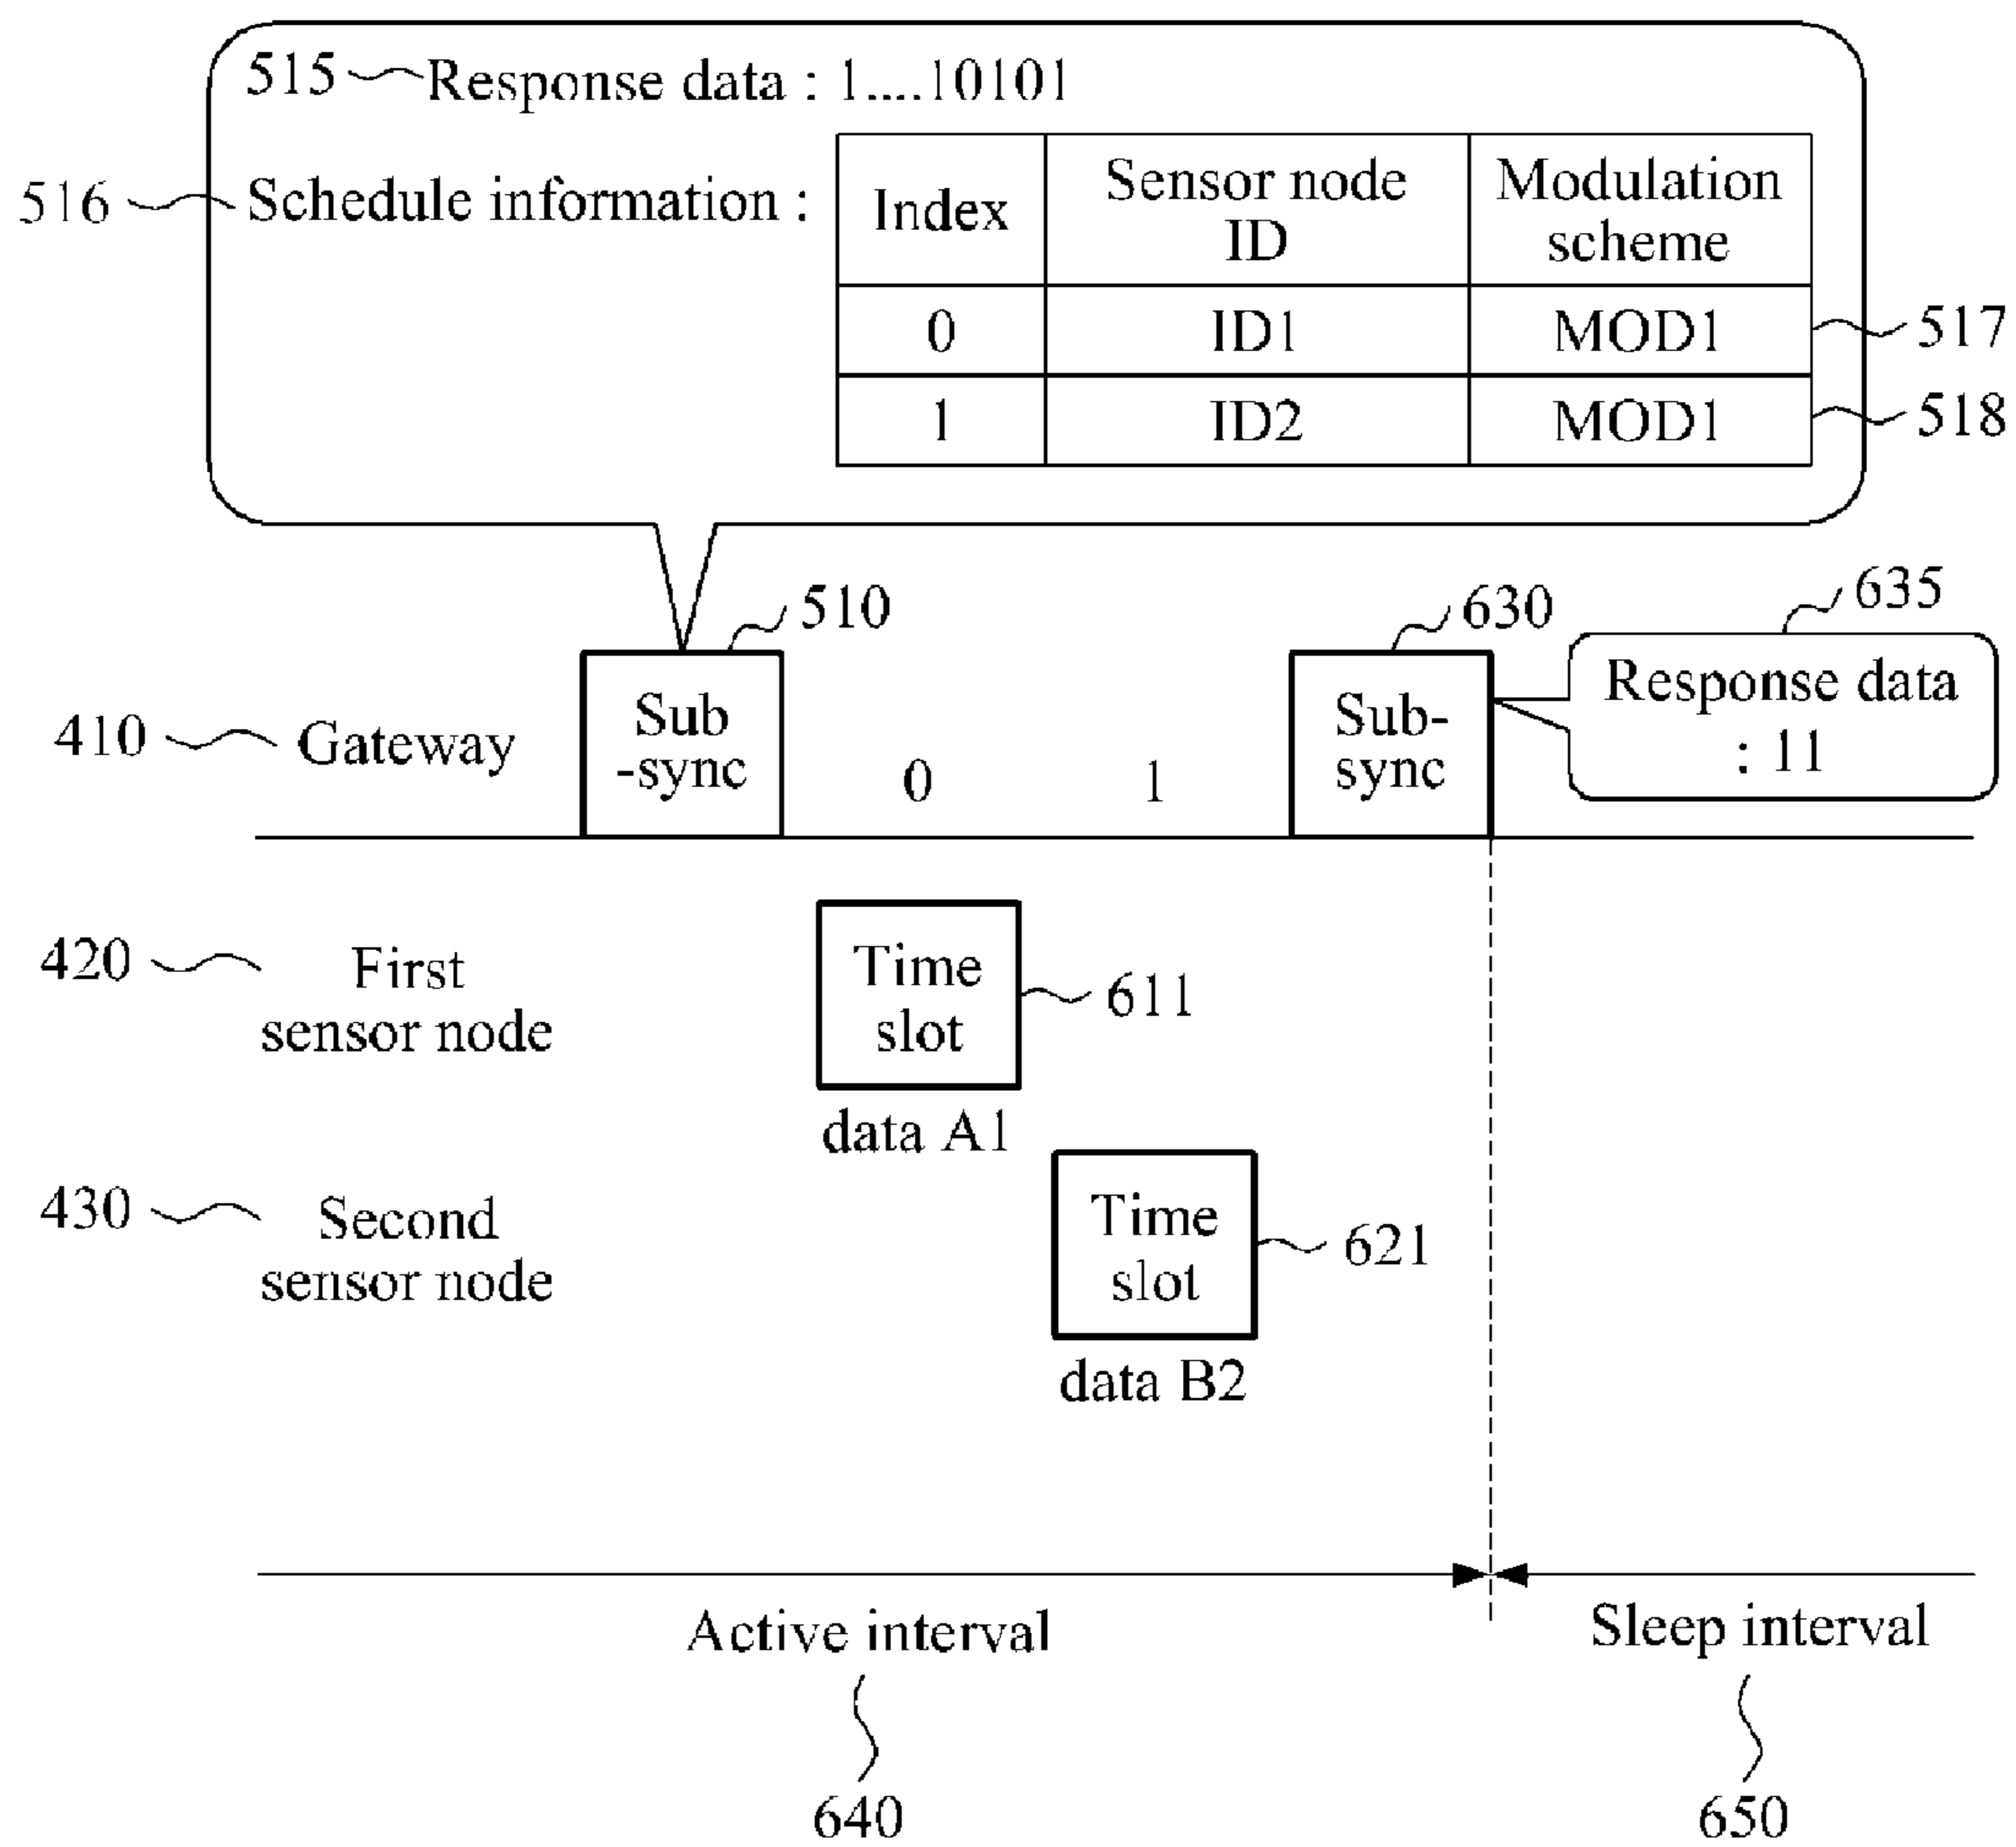 515 Response data : 1....10101
516 Schedule information :
Index Sensor node ID Modulation scheme
0 ID1 MOD1 517
1 ID2 MOD1 518
510
630
635
410 Gateway
Sub
-sync
0
1
Sub-
sync
Response data
: 11
420 First
sensor node
Time
slot
611
data A1
430 Second
sensor node
Time
slot
621
data B2
Active interval
Sleep interval
640
650